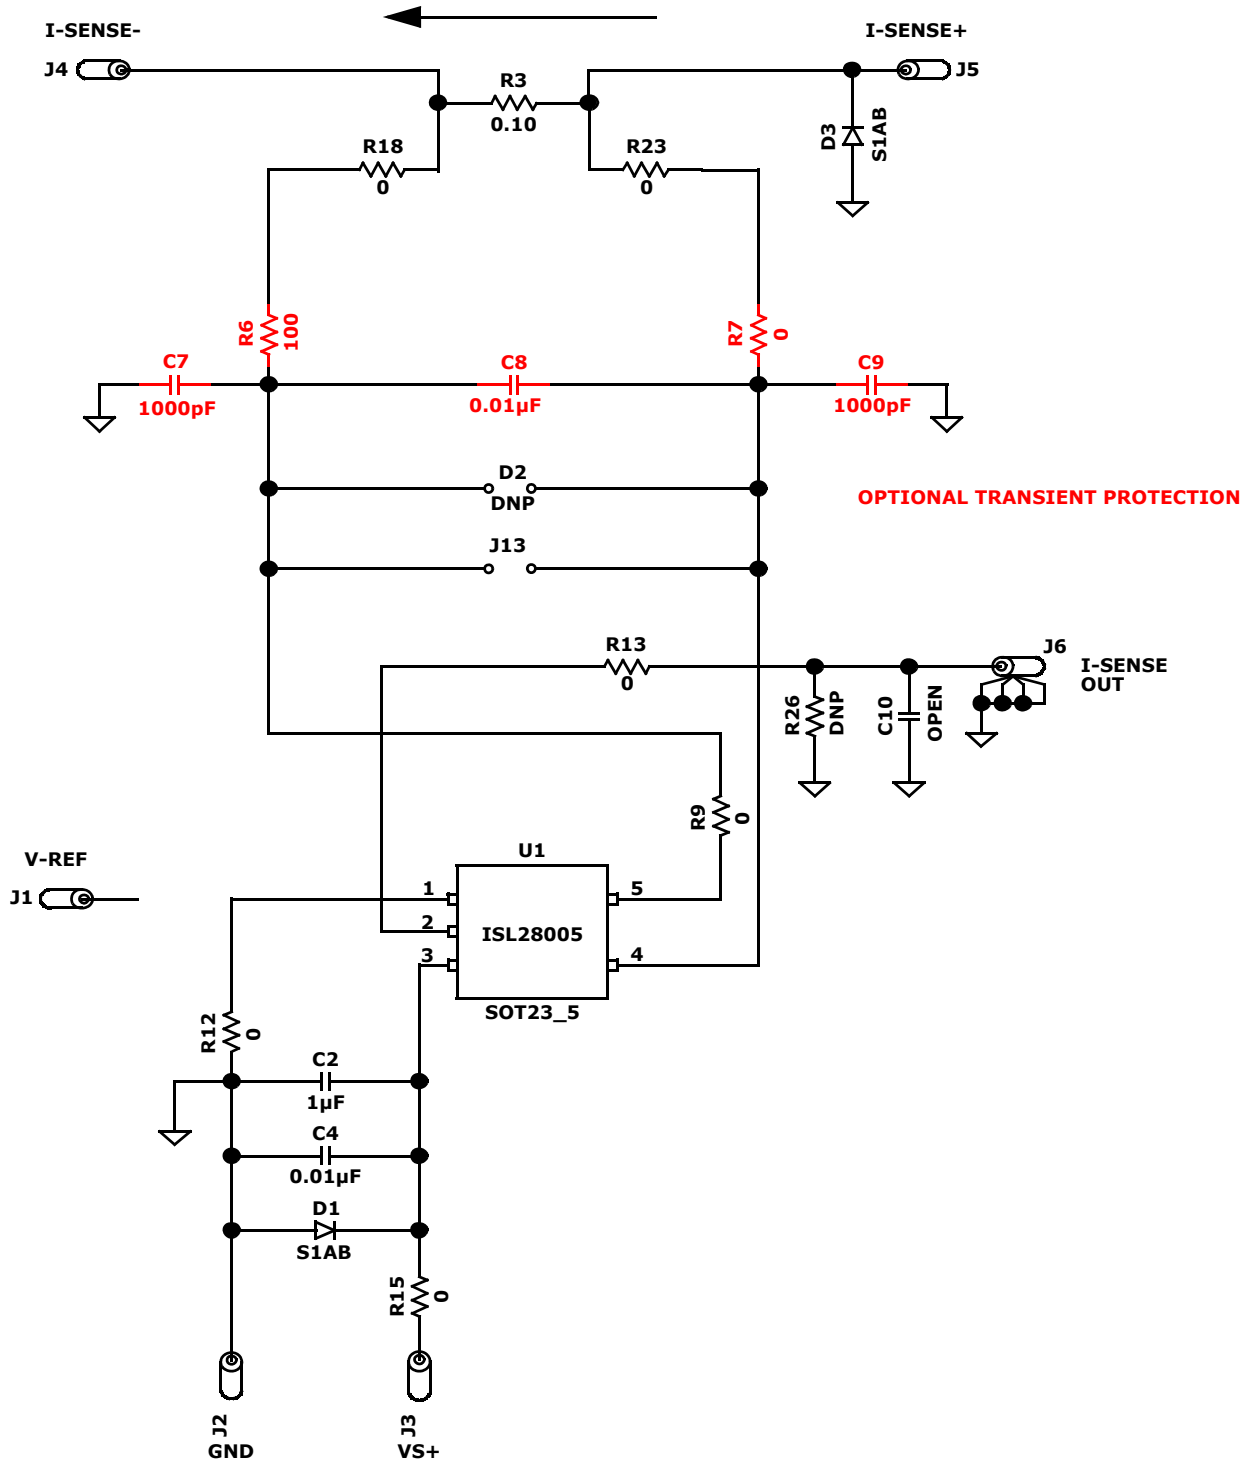 I-SENSE-
I-SENSE+
J4
J5
R3
0.10
D3
S1AB
R18
0
R23
0
R6
100
R7
0
C7
1000pF
C8
0.01µF
C9
1000pF
D2
DNP
OPTIONAL TRANSIENT PROTECTION
J13
R13
0
J6
I-SENSE
OUT
R26
DNP
C10
OPEN
R9
0
V-REF
J1
U1
1
2
3
5
4
ISL28005
SOT23_5
R12
0
C2
1µF
C4
0.01µF
D1
S1AB
R15
0
J2
GND
J3
VS+